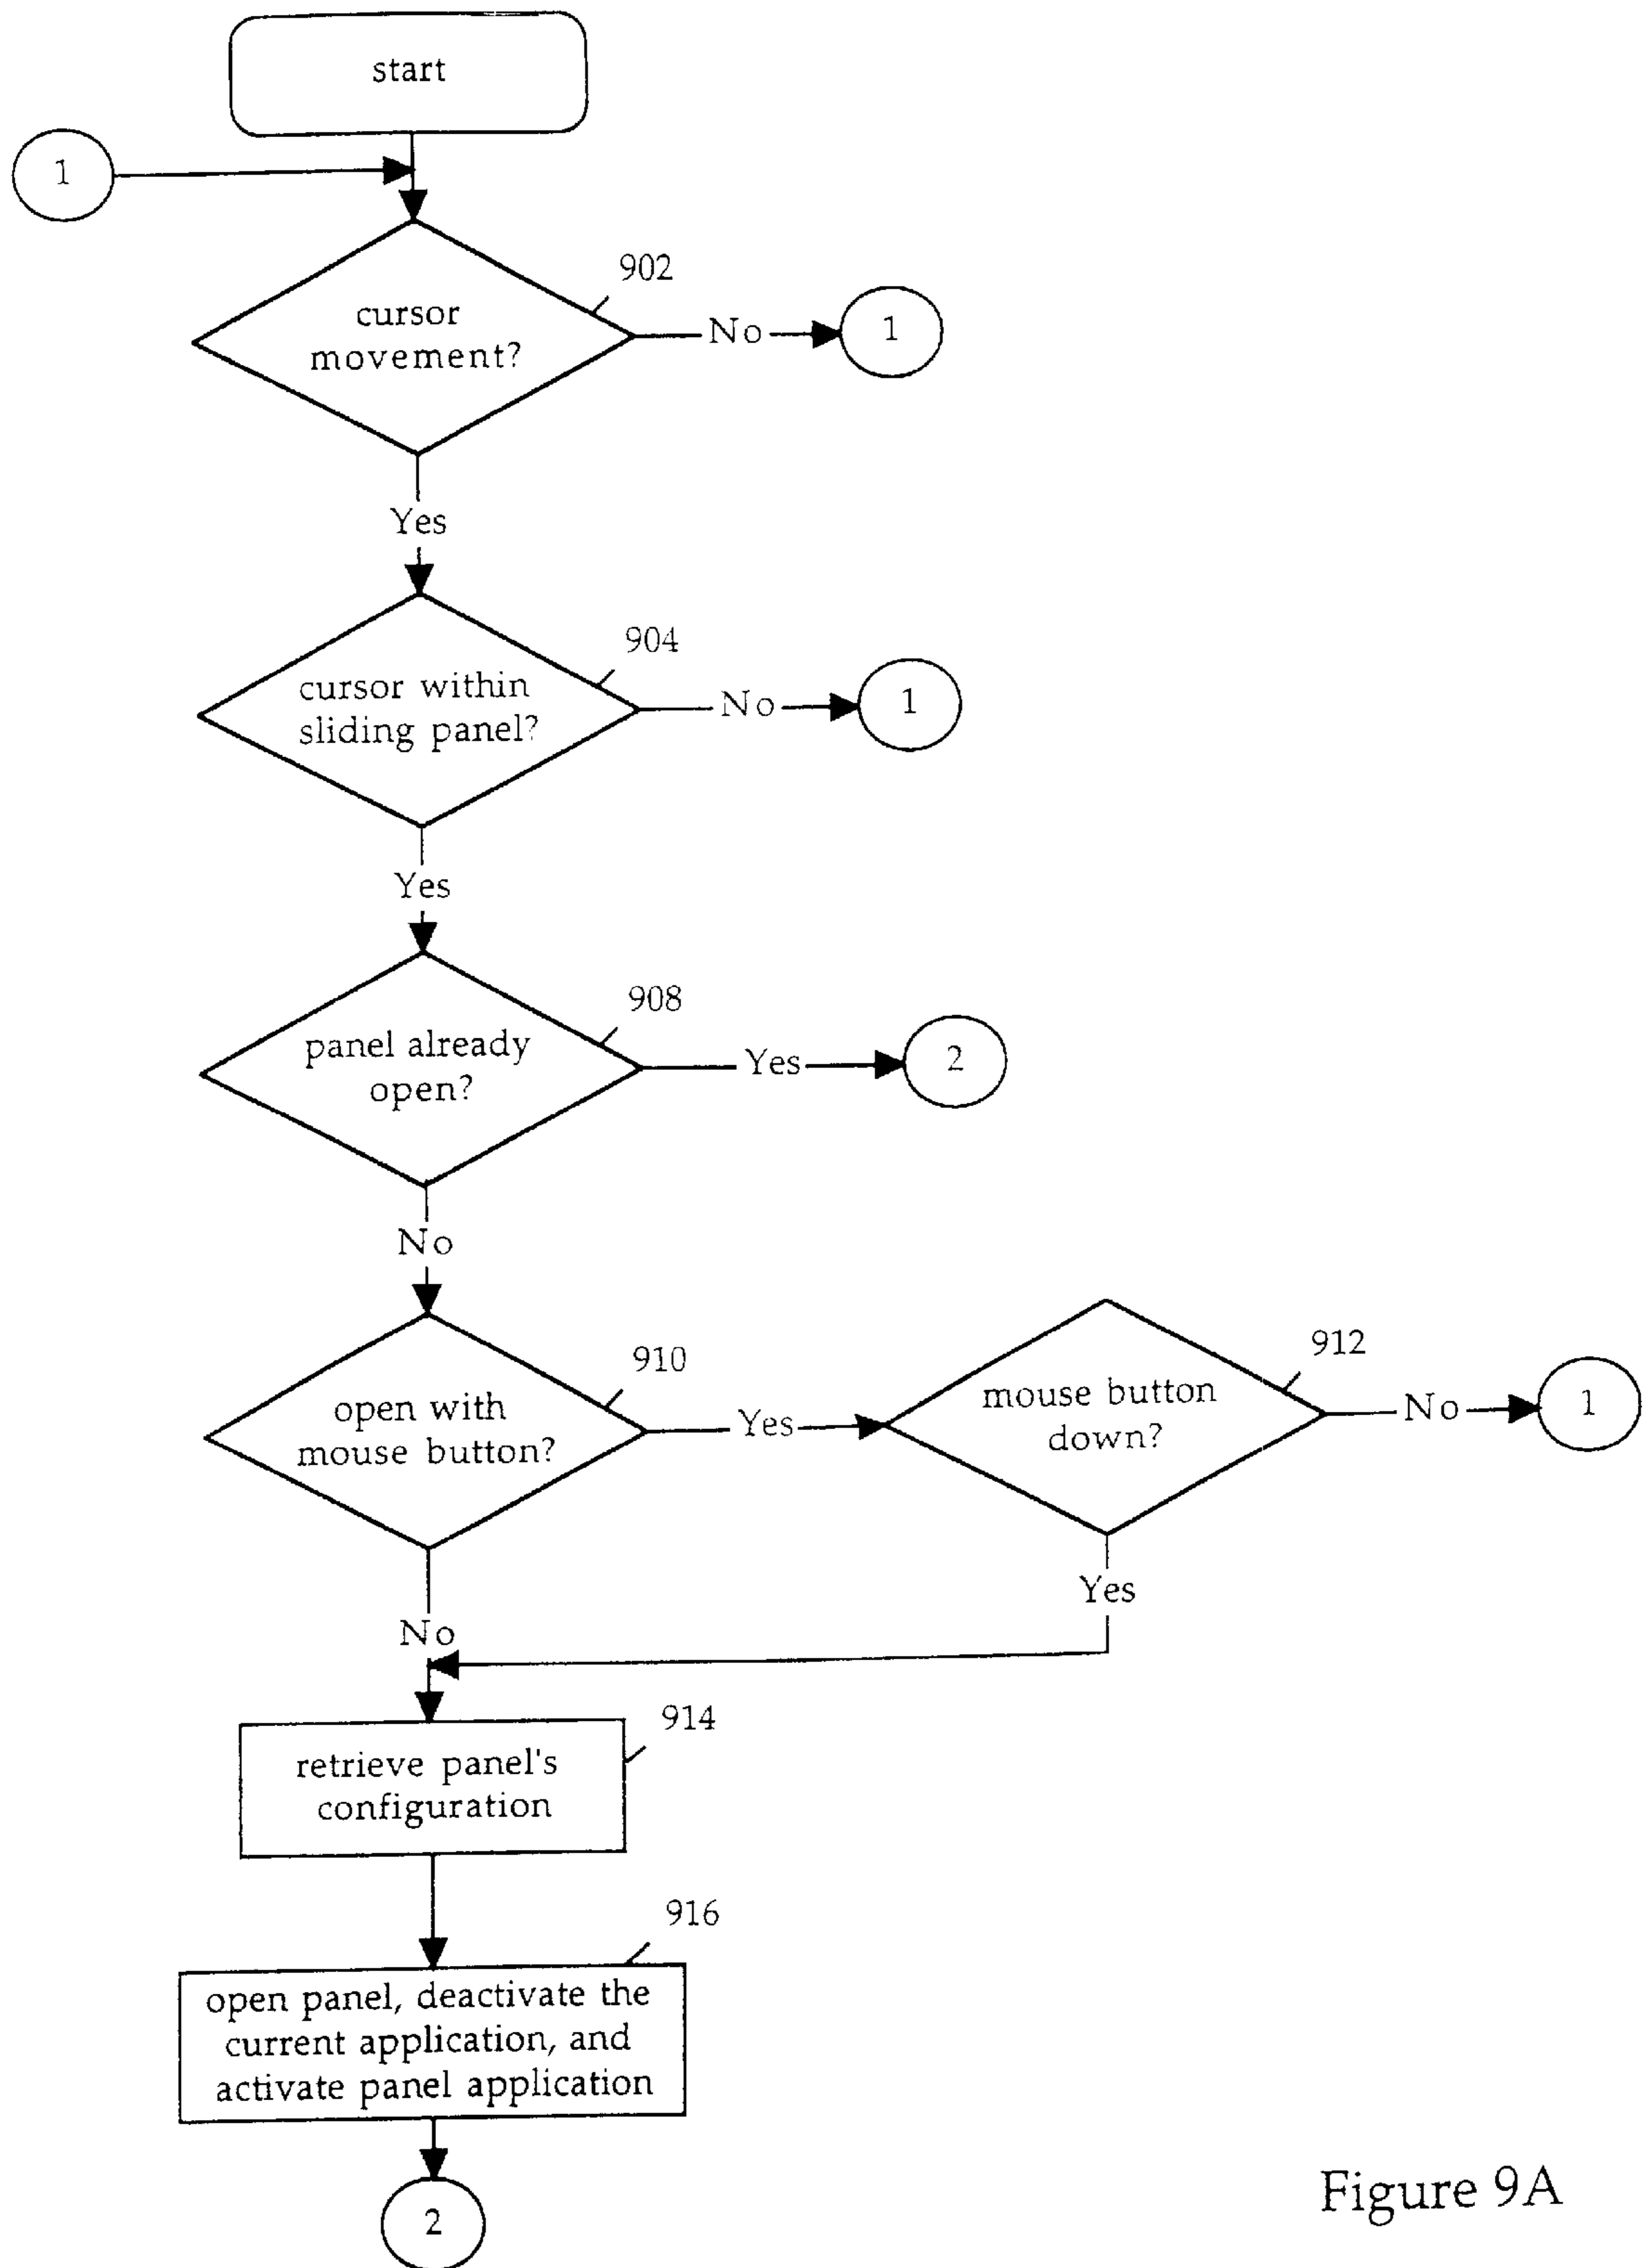 start
1
902
cursor
movement?
No
1
Yes
904
cursor within
sliding panel?
No
1
Yes
908
panel already
open?
Yes
2
No
910
open with
mouse button?
Yes
912
mouse button
down?
No
1
Yes
No
914
retrieve panel's
configuration
916
open panel, deactivate the
current application, and
activate panel application
2
Figure 9A